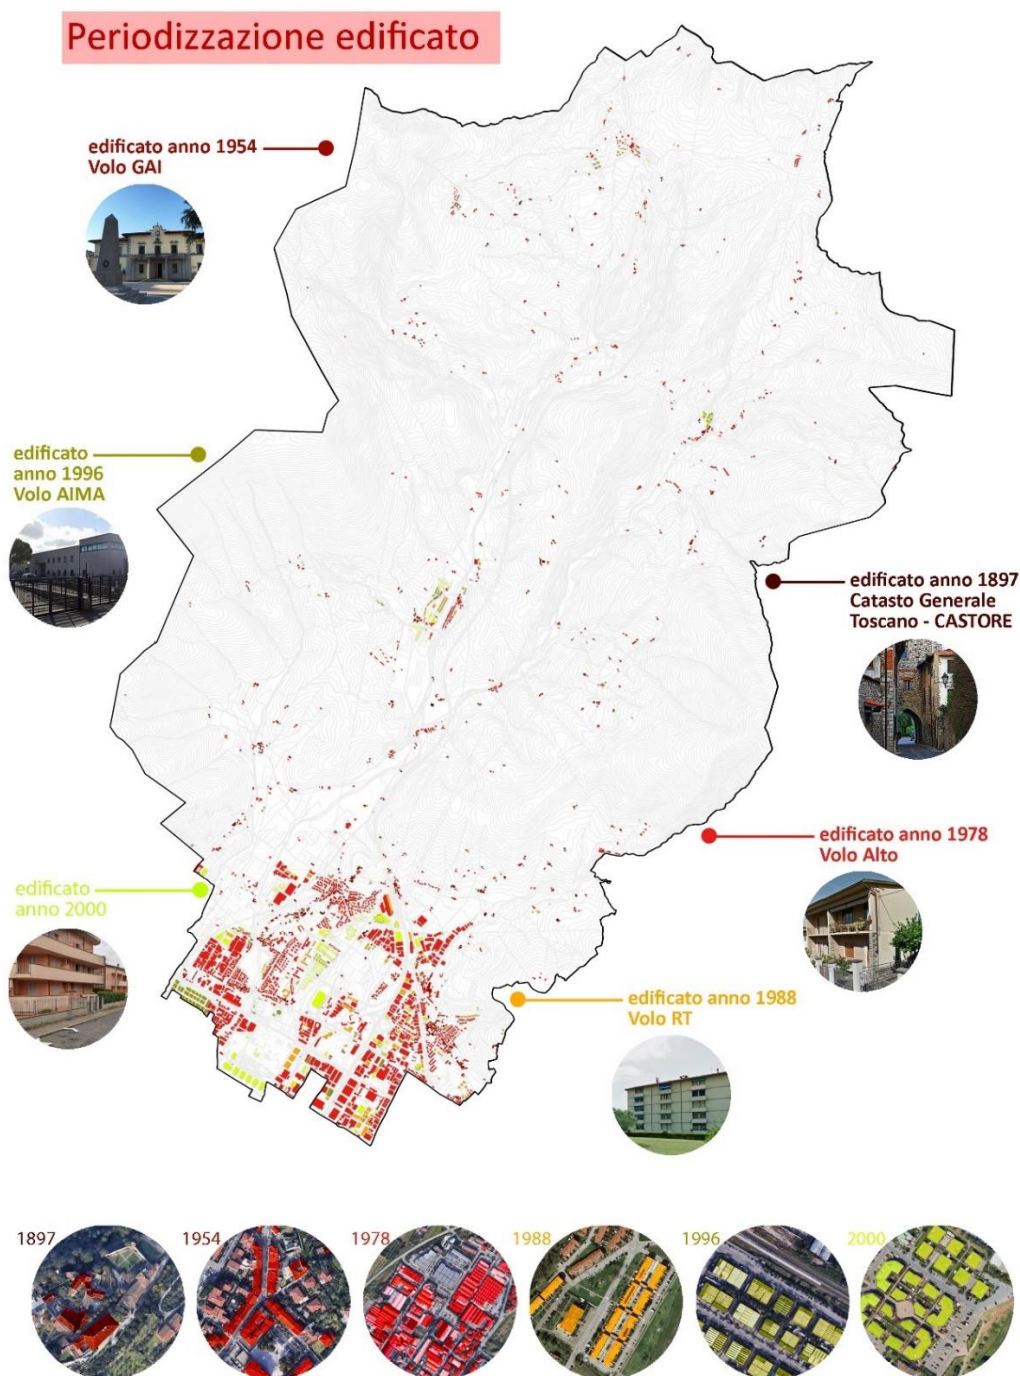 Periodizzazione edificato
edificato anno 1954
Volo GAI
edificato
anno 1996
Volo AIMA
edificato anno 1897
Catasto Generale
Toscano - CASTORE
edificato anno 1978
Volo Alto
edificato
anno 2000
edificato anno 1988
Volo RT
1897
1954
1978
1988
1996
2000